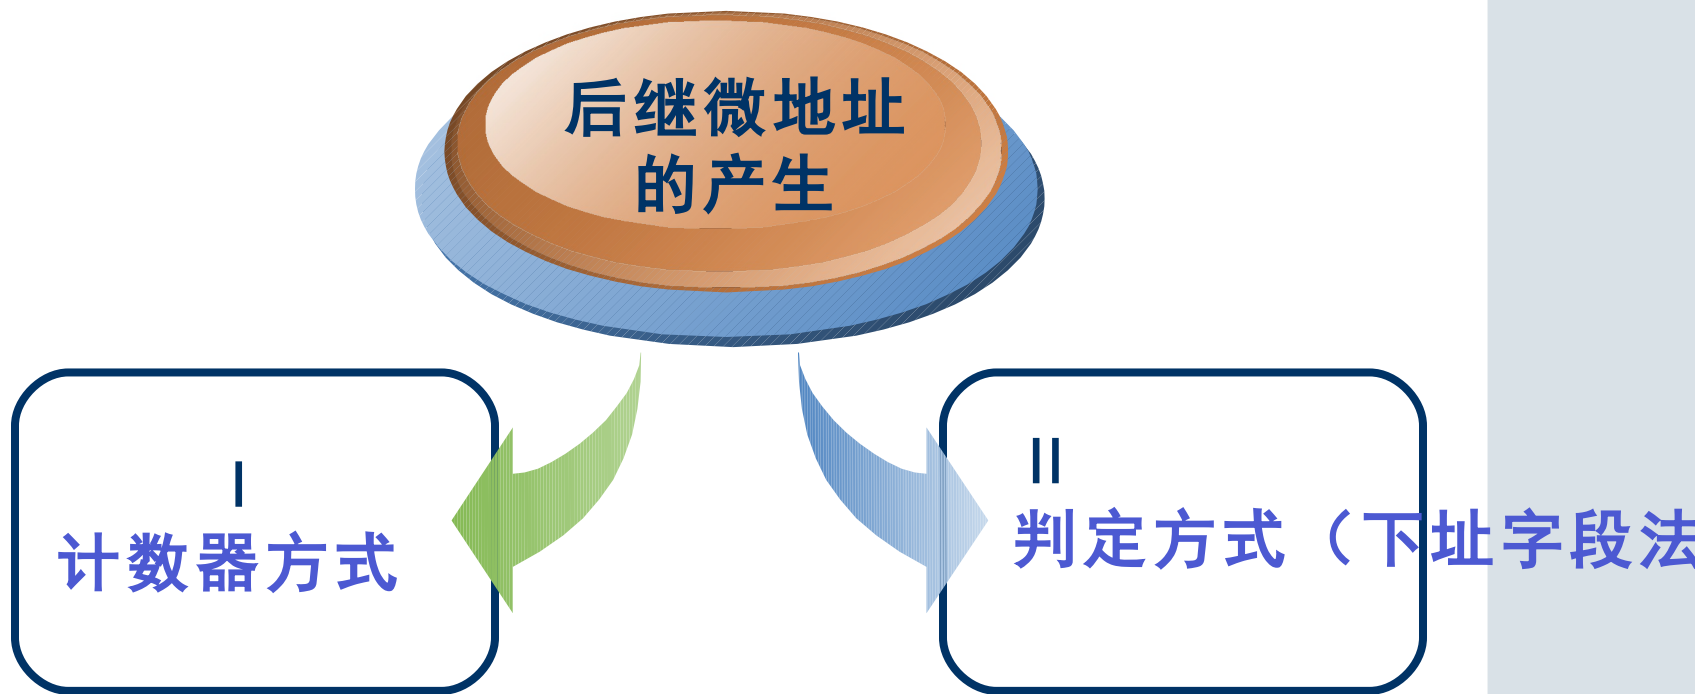 后继微地址
的产生
I
计数器方式
II
判定方式（下址字段法